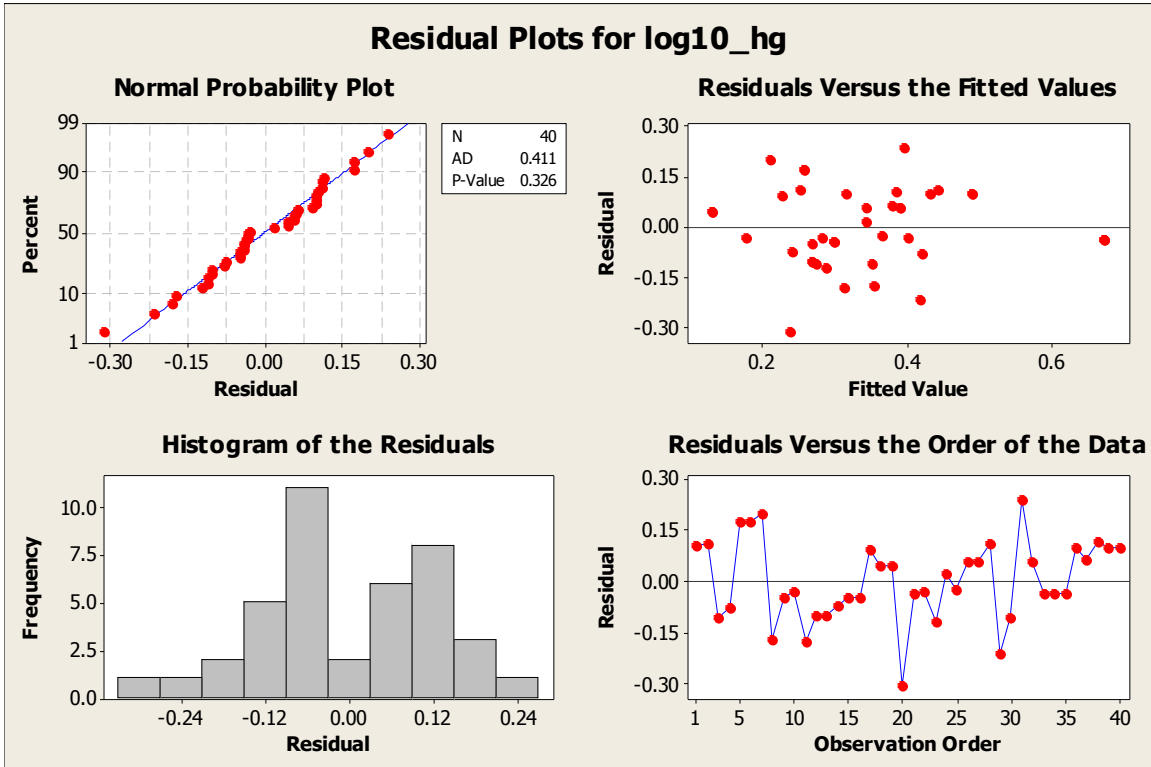 Residual Plots for log10_hg
Normal Probability Plot
99
90
50
10
1
Percent
-0.30 -0.15 0.00 0.15 0.30
Residual
N 40
AD 0.411
P-Value 0.326
Residuals Versus the Fitted Values
0.30
0.15
0.00
-0.15
-0.30
Residual
0.2 0.4 0.6
Fitted Value
Histogram of the Residuals
10.0
7.5
5.0
2.5
0.0
Frequency
-0.24 -0.12 0.00 0.12 0.24
Residual
Residuals Versus the Order of the Data
0.30
0.15
0.00
-0.15
-0.30
Residual
1 5 10 15 20 25 30 35 40
Observation Order